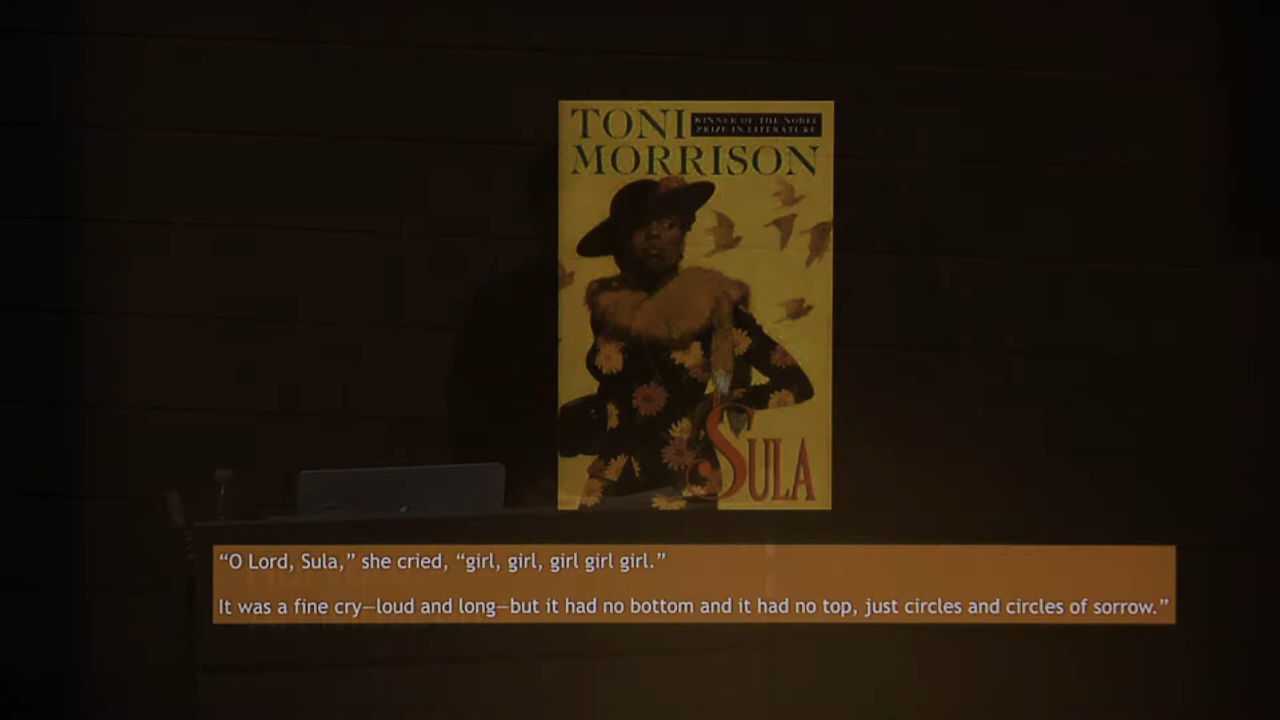 TONI
WINNER OF THE NOBEL
PRIZE IN LITERATURE
MORRISON
SULA
“O Lord, Sula,” she cried, “girl, girl, girl girl girl.”
It was a fine cry—loud and long—but it had no bottom and it had no top, just circles and circles of sorrow.”